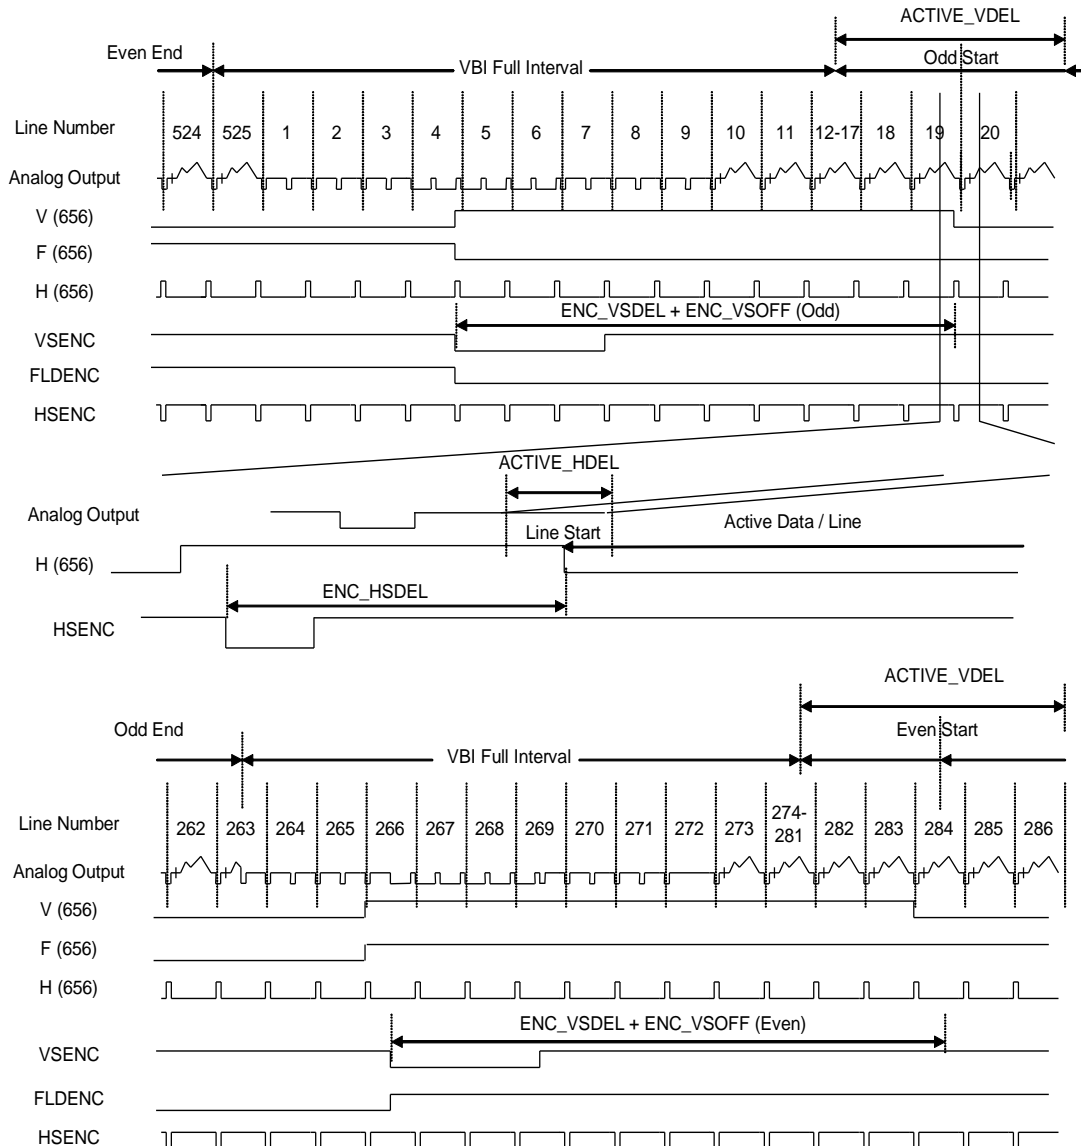 ACTIVE_VDEL
Even End
VBI Full Interval
Odd Start
Line Number
524 525 1 2 3 4 5 6 7 8 9 10 11 12-17 18 19 20
Analog Output
V (656)
F (656)
H (656)
ENC_VSDEL + ENC_VSOFF (Odd)
VSENC
FLDENC
HSENC
ACTIVE_HDEL
Analog Output
Line Start
Active Data / Line
H (656)
ENC_HSDEL
HSENC
ACTIVE_VDEL
Odd End
VBI Full Interval
Even Start
Line Number
262 263 264 265 266 267 268 269 270 271 272 273 274-281 282 283 284 285 286
Analog Output
V (656)
F (656)
H (656)
ENC_VSDEL + ENC_VSOFF (Even)
VSENC
FLDENC
HSENC